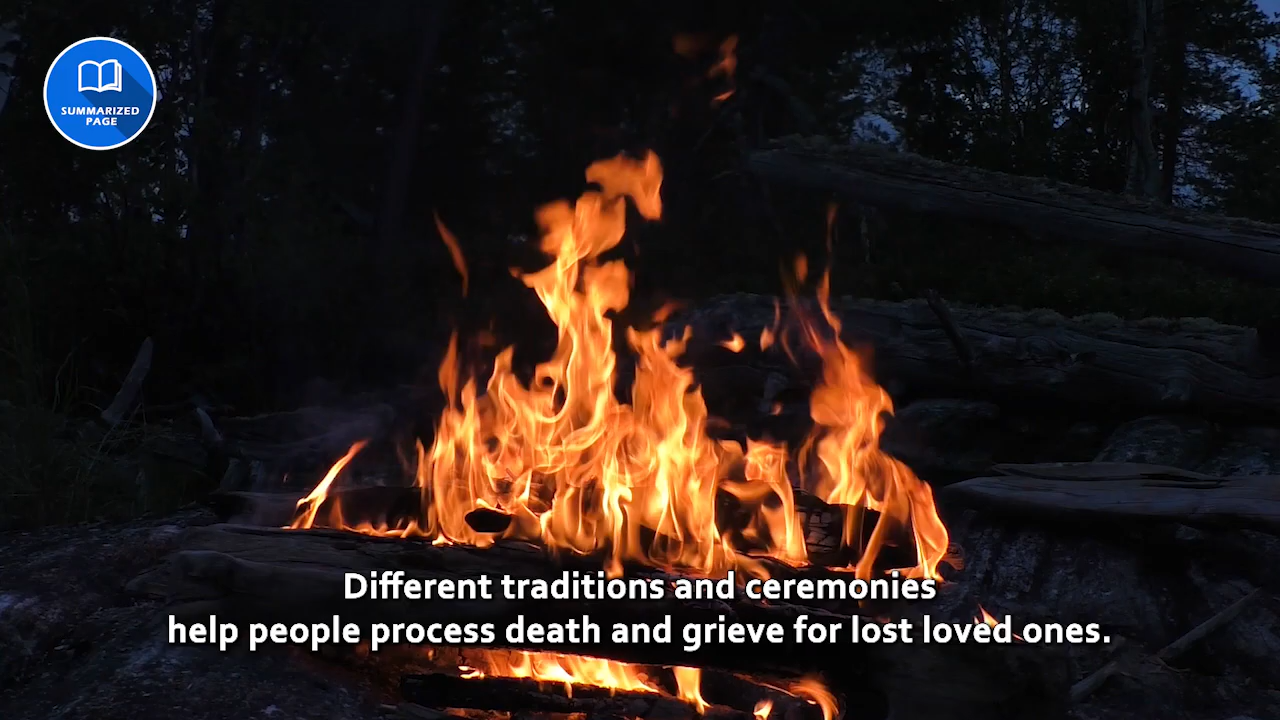 SUMMARIZED
PAGE
Different traditions and ceremonies
help people process death and grieve for lost loved ones.